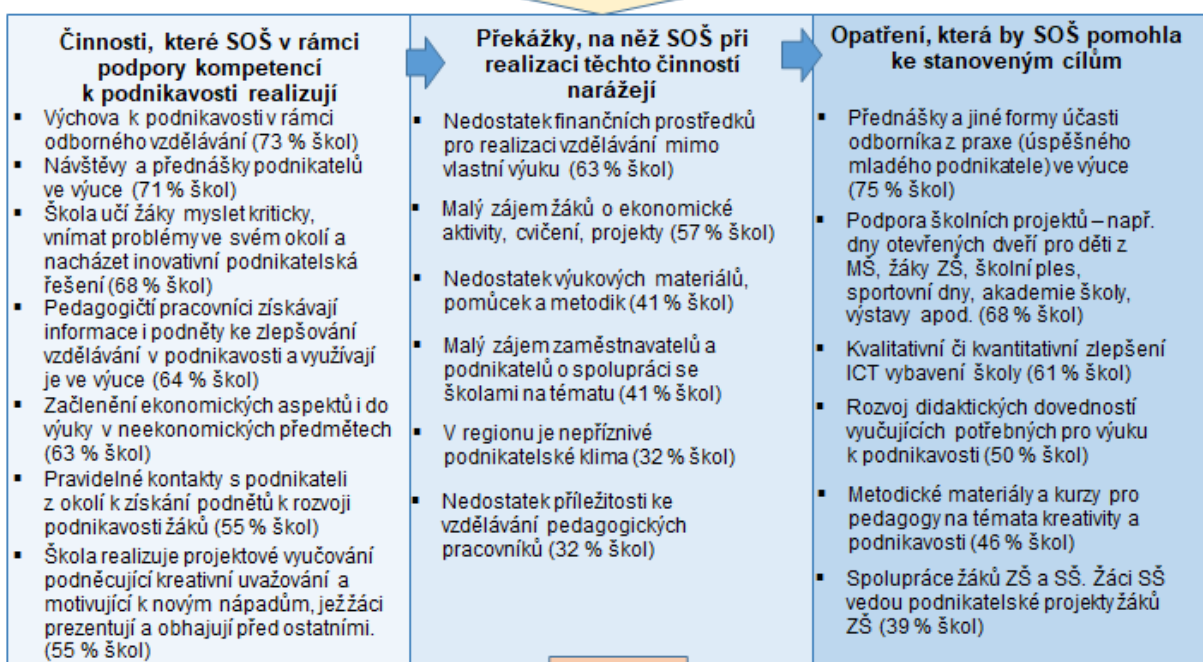 Činnosti, které SOŠ v rámci
podpory kompetencí
k podnikavosti realizují
▪ Výchova k podnikavosti v rámci
odborného vzdělávání (73 % škol)
▪ Návštěvy a přednášky podnikatelů
ve výuce (71 % škol)
▪ Škola učí žáky myslet kriticky,
vnímat problémy ve svém okolí a
nacházet inovativní podnikatelská
řešení (68 % škol)
▪ Pedagogičtí pracovníci získávají
informace i podněty ke zlepšování
vzdělávání v podnikavosti a využívají
je ve výuce (64 % škol)
▪ Začlenění ekonomických aspektů i do
výuky v neekonomických předmětech
(63 % škol)
▪ Pravidelné kontakty s podnikateli
z okolí k získání podnětů k rozvoji
podnikavosti žáků (55 % škol)
▪ Škola realizuje projektové vyučování
podněcující kreativní uvažování a
motivující k novým nápadům, jež žáci
prezentují a obhajují před ostatními.
(55 % škol)
Překážky, na něž SOŠ při
realizaci těchto činností
narážejí
▪ Nedostatek finančních prostředků
pro realizaci vzdělávání mimo
vlastní výuku (63 % škol)
▪ Malý zájem žáků o ekonomické
aktivity, cvičení, projekty (57 % škol)
▪ Nedostatek výukových materiálů,
pomůcek a metodik (41 % škol)
▪ Malý zájem zaměstnavatelů a
podnikatelů o spolupráci se
školami na tématu (41 % škol)
▪ V regionu je nepříznivé
podnikatelské klima (32 % škol)
▪ Nedostatek příležitosti ke
vzdělávání pedagogických
pracovníků (32 % škol)
Opatření, která by SOŠ pomohla
ke stanoveným cílům
▪ Přednášky a jiné formy účasti
odborníka z praxe (úspěšného
mladého podnikatele) ve výuce
(75 % škol)
▪ Podpora školních projektů – např.
dny otevřených dveří pro děti z
MŠ, žáky ZŠ, školní ples,
sportovní dny, akademie školy,
výstavy apod. (68 % škol)
▪ Kvalitativní či kvantitativní zlepšení
ICT vybavení školy (61 % škol)
▪ Rozvoj didaktických dovedností
vyučujících potřebných pro výuku
k podnikavosti (50 % škol)
▪ Metodické materiály a kurzy pro
pedagogy na témata kreativity a
podnikavosti (46 % škol)
▪ Spolupráce žáků ZŠ a SŠ. Žáci SŠ
vedou podnikatelské projekty žáků
ZŠ (39 % škol)